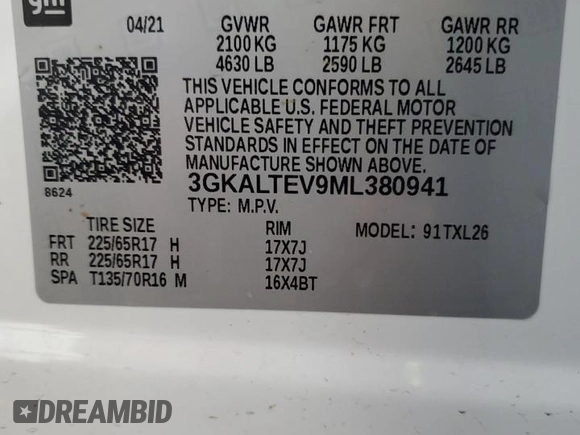 gm
04/21 GVWR GAWR FRT GAWR RR
2100 KG 1175 KG 1200 KG
4630 LB 2590 LB 2645 LB
THIS VEHICLE CONFORMS TO ALL
APPLICABLE U.S. FEDERAL MOTOR
VEHICLE SAFETY AND THEFT PREVENTION
STANDARDS IN EFFECT ON THE DATE OF
MANUFACTURE SHOWN ABOVE.
8624 3GKALTEV9ML380941
TYPE: M.P.V.
TIRE SIZE RIM MODEL: 91TXL26
FRT 225/65R17 H 17X7J
RR 225/65R17 H 17X7J
SPA T135/70R16 M 16X4BT
DREAMBID